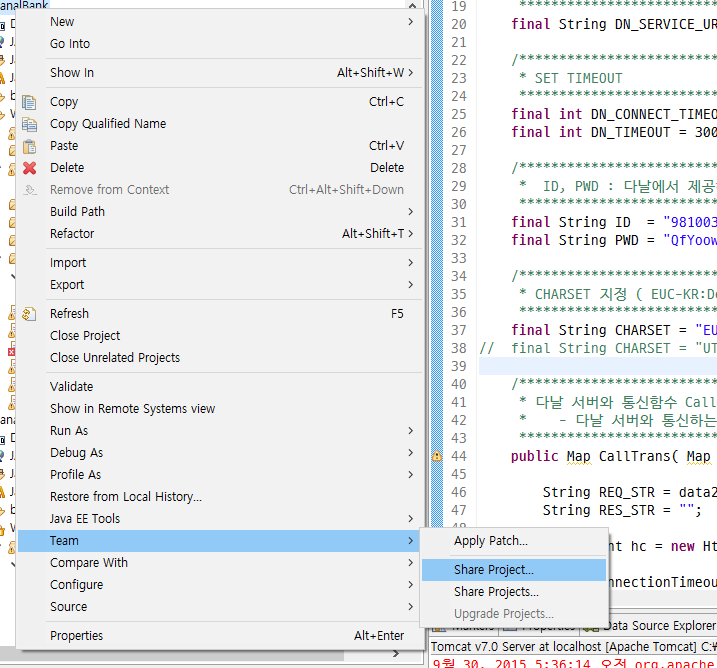 analBank
New
Go Into
Show In Alt+Shift+W
Copy Ctrl+C
Copy Qualified Name
Paste Ctrl+V
Delete Delete
Remove from Context Ctrl+Alt+Shift+Down
Build Path
Refactor Alt+Shift+T
Import
Export
Refresh F5
Close Project
Close Unrelated Projects
Validate
Show in Remote Systems view
Run As
Debug As
Profile As
Restore from Local History...
Java EE Tools
Team
Compare With
Configure
Source
Properties Alt+Enter
Apply Patch...
Share Project...
Share Projects...
Upgrade Projects...
19 *************************
20 final String DN_SERVICE_UR
21
22 /*************************
23 * SET TIMEOUT
24 *************************
25 final int DN_CONNECT_TIMEO
26 final int DN_TIMEOUT = 300
27
28 /*************************
29 * ID, PWD : 다날에서 제공
30 *************************
31 final String ID = "981003
32 final String PWD = "QfYoow
33
34 /*************************
35 * CHARSET 지정 ( EUC-KR:De
36 *************************
37 final String CHARSET = "EU
38 // final String CHARSET = "UT
39
40 /*************************
41 * 다날 서버와 통신함수 Call
42 * - 다날 서버와 통신하는
43 *************************
44 public Map CallTrans( Map
45
46 String REQ_STR = data2
47 String RES_STR = "";
48
nt hc = new Ht
nnectionTimeou
Properties Data Source Explorer
Tomcat v7.0 Server at localhost [Apache Tomcat] C:\
9월 30, 2015 5:36:14 오전 org.apache